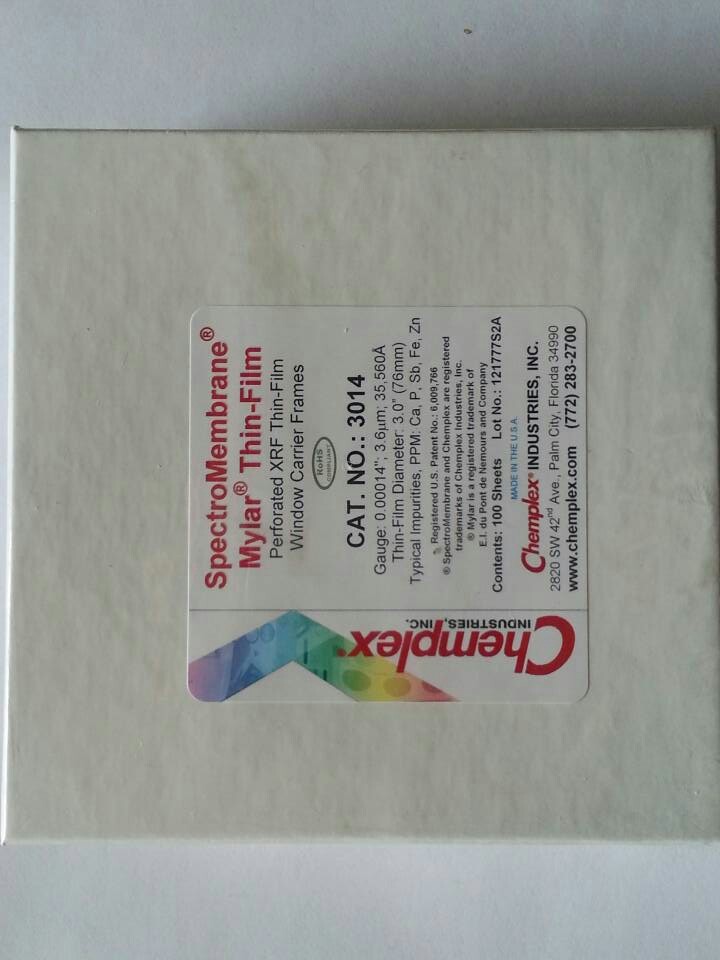 Chemplex®
INDUSTRIES, INC.
SpectroMembrane®
Mylar® Thin-Film
Perforated XRF Thin-Film
Window Carrier Frames
RoHS
COMPLIANT
CAT. NO.: 3014
Gauge: 0.00014"; 3.6µm; 35,560A
Thin-Film Diameter: 3.0" (76mm)
Typical Impurities, PPM: Ca, P, Sb, Fe, Zn
Registered U.S. Patent No.: 6,009,766
® SpectroMembrane and Chemplex are registered
trademarks of Chemplex Industries, Inc.
® Mylar is a registered trademark of
E.I. du Pont de Nemours and Company
Contents: 100 Sheets Lot No.: 121777S2A
MADE IN THE U.S.A.
Chemplex® INDUSTRIES, INC.
2820 SW 42nd Ave., Palm City, Florida 34990
www.chemplex.com (772) 283-2700